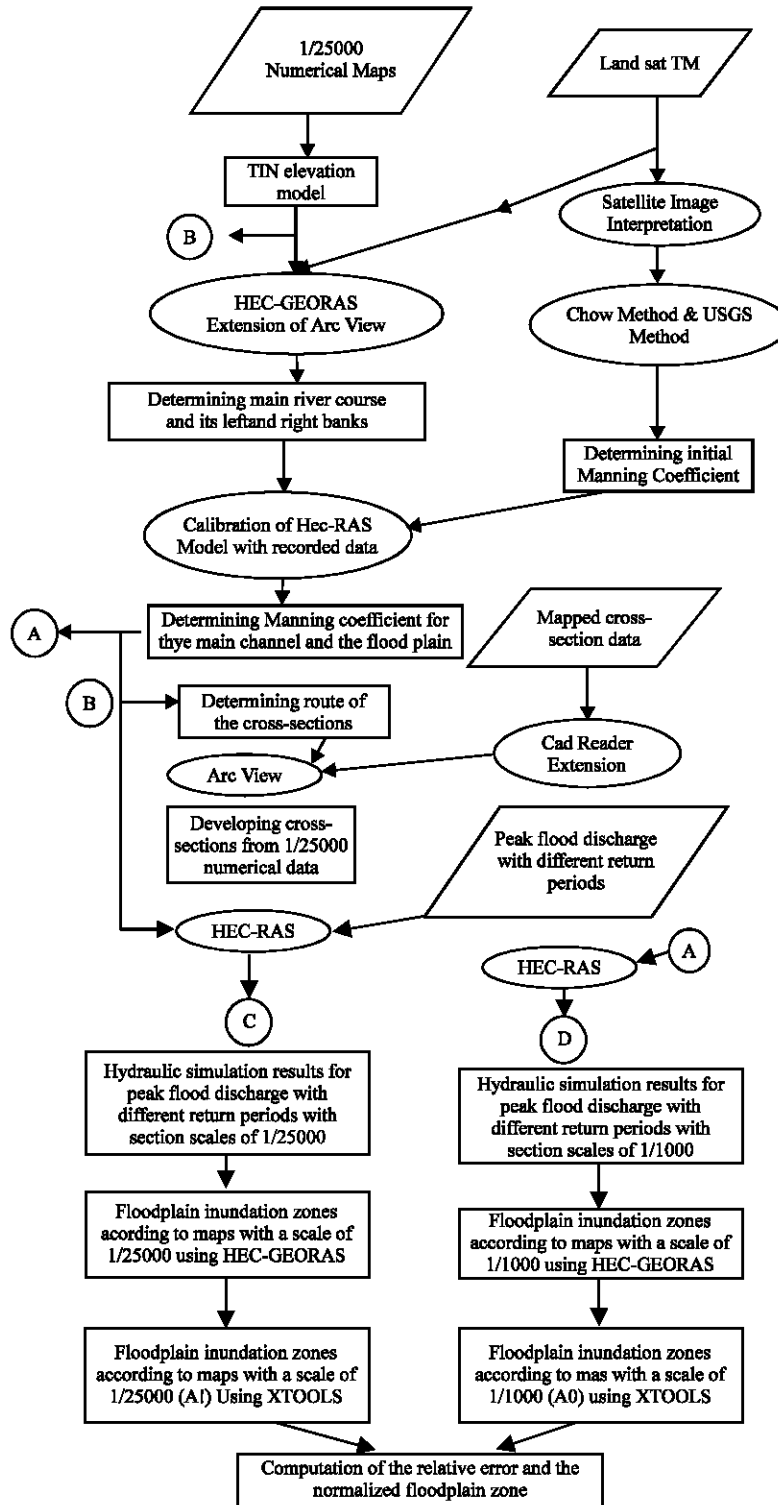 1/25000
Numerical Maps
Land sat TM
TIN elevation
model
Satellite Image
Interpretation
B
HEC-GEORAS
Extension of Arc View
Chow Method & USGS
Method
Determining main river course
and its leftand right banks
Determining initial
Manning Coefficient
Calibration of Hec-RAS
Model with recorded data
A
Determining Manning coefficient for
thye main channel and the flood plain
Mapped cross-
section data
B
Determining route of
the cross-sections
Arc View
Cad Reader
Extension
Developing cross-
sections from 1/25000
numerical data
Peak flood discharge
with different return
periods
HEC-RAS
HEC-RAS
A
C
D
Hydraulic simulation results for
peak flood discharge with
different return periods with
section scales of 1/25000
Hydraulic simulation results for
peak flood discharge with
different return periods with
section scales of 1/1000
Floodplain inundation zones
acording to maps with a scale of
1/25000 using HEC-GEORAS
Floodplain inundation zones
according to maps with a scale of
1/1000 using HEC-GEORAS
Floodplain inundation zones
according to maps with a scale of
1/25000 (A!) Using XTOOLS
Floodplain inundation zones
according to mas with a scale of
1/1000 (A0) using XTOOLS
Computation of the relative error and the
normalized floodplain zone